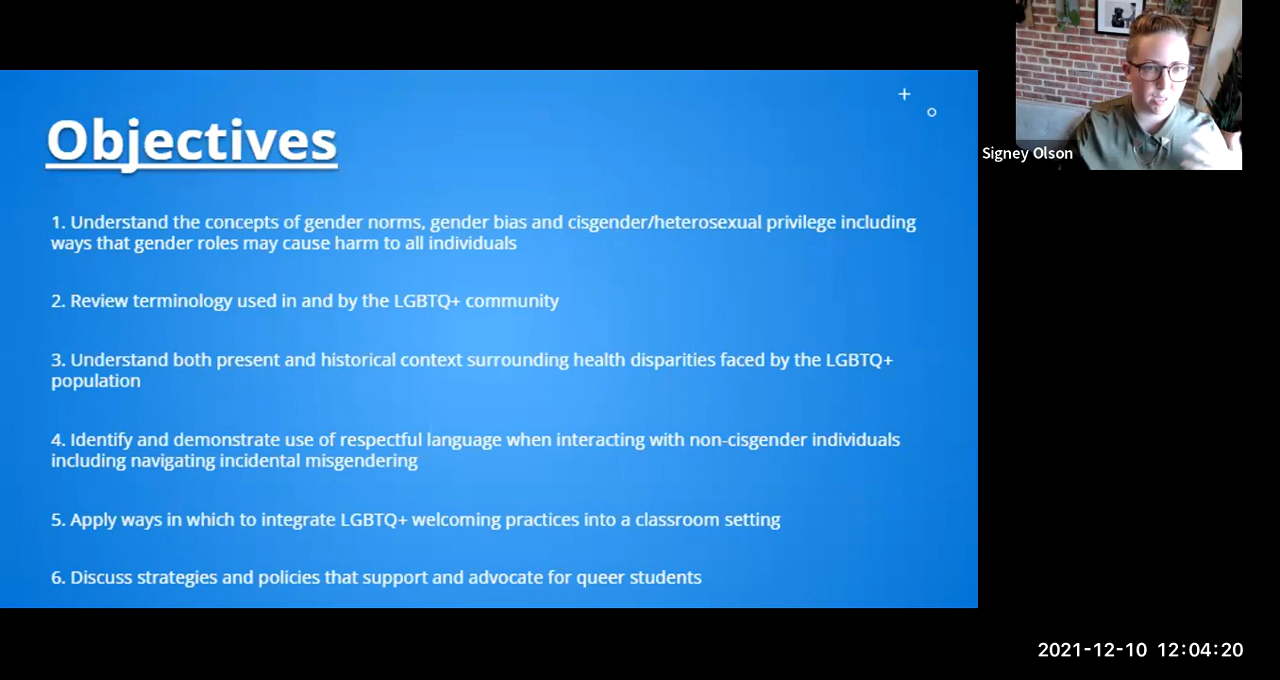 Objectives
1. Understand the concepts of gender norms, gender bias and cisgender/heterosexual privilege including
ways that gender roles may cause harm to all individuals
2. Review terminology used in and by the LGBTQ+ community
3. Understand both present and historical context surrounding health disparities faced by the LGBTQ+
population
4. Identify and demonstrate use of respectful language when interacting with non-cisgender individuals
including navigating incidental misgendering
5. Apply ways in which to integrate LGBTQ+ welcoming practices into a classroom setting
6. Discuss strategies and policies that support and advocate for queer students
Signey Olson
2021-12-10 12:04:20